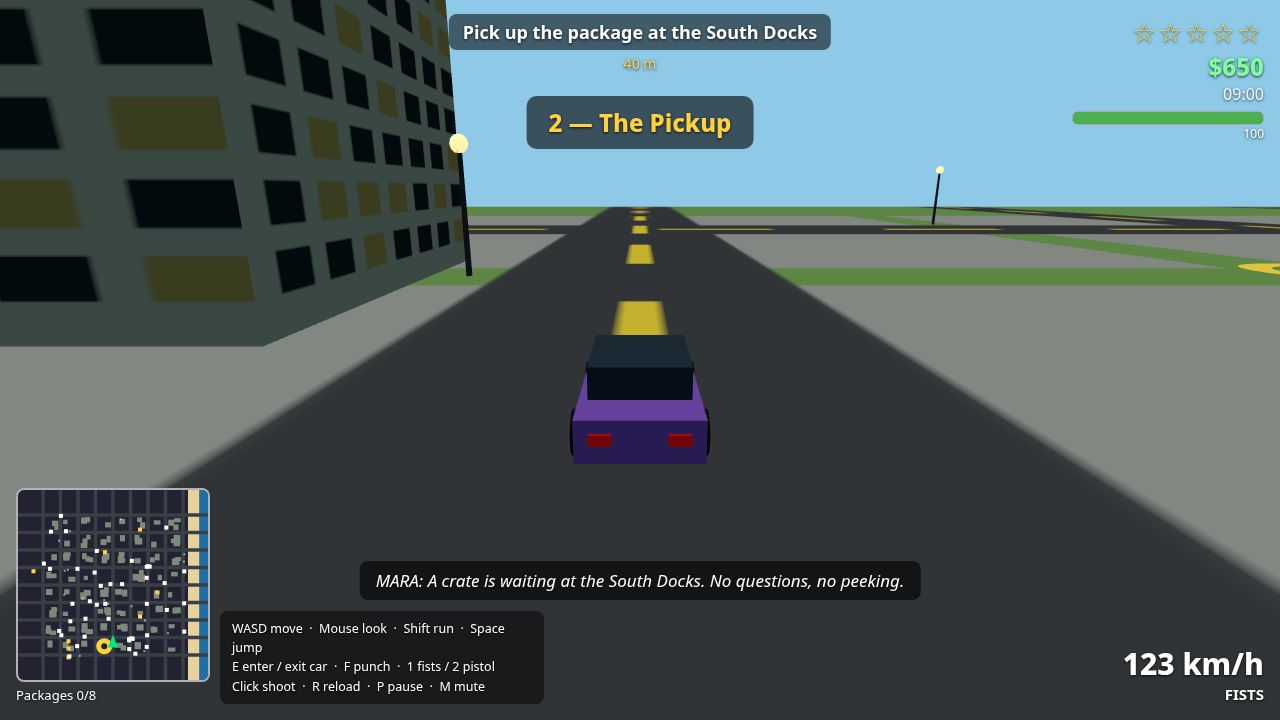 Pick up the package at the South Docks
40 m
2 — The Pickup
☆ ☆ ☆ ☆ ☆
$650
09:00
100
MARA: A crate is waiting at the South Docks. No questions, no peeking.
WASD move · Mouse look · Shift run · Space
jump
E enter / exit car · F punch · 1 fists / 2 pistol
Click shoot · R reload · P pause · M mute
Packages 0/8
123 km/h
FISTS